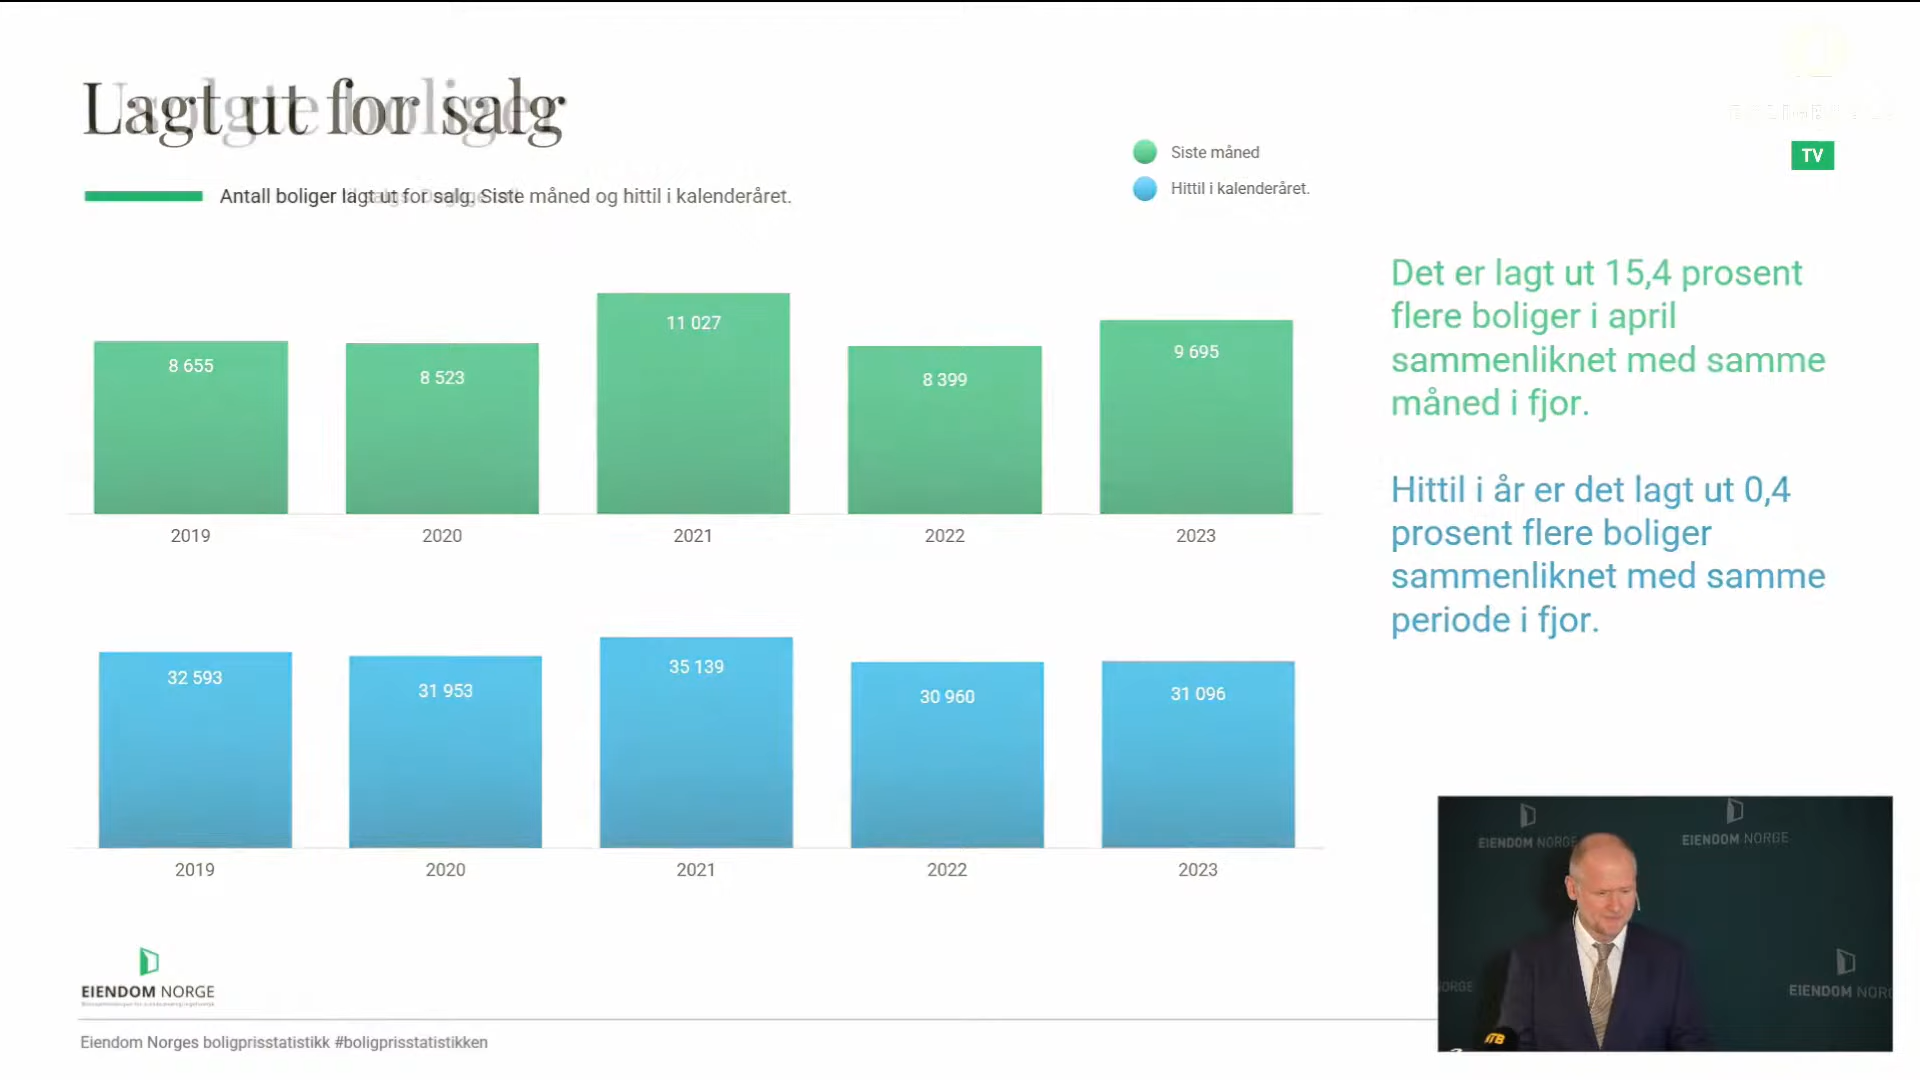 Lagt ut for salg
Antall boliger lagt ut for salg. Siste måned og hittil i kalenderåret.
Siste måned
Hittil i kalenderåret.
TV
8 655
8 523
11 027
8 399
9 695
2019
2020
2021
2022
2023
32 593
31 953
35 139
30 960
31 096
2019
2020
2021
2022
2023
Det er lagt ut 15,4 prosent
flere boliger i april
sammenliknet med samme
måned i fjor.
Hittil i år er det lagt ut 0,4
prosent flere boliger
sammenliknet med samme
periode i fjor.
EIENDOM NORGE
EIENDOM NORGE
ORGE
EIENDOM NORG
EIENDOM NORGE
Eiendom Norges boligprisstatistikk #boligprisstatistikken